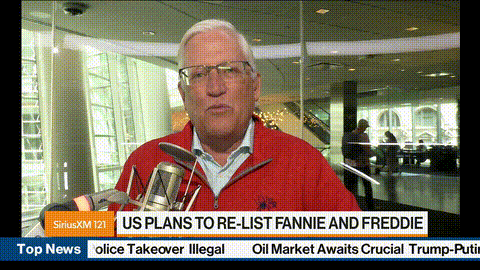 SiriusXM 121
US PLANS TO RE-LIST FANNIE AND FREDDIE
Top News
olice Takeover Illegal Oil Market Awaits Crucial Trump-Putin